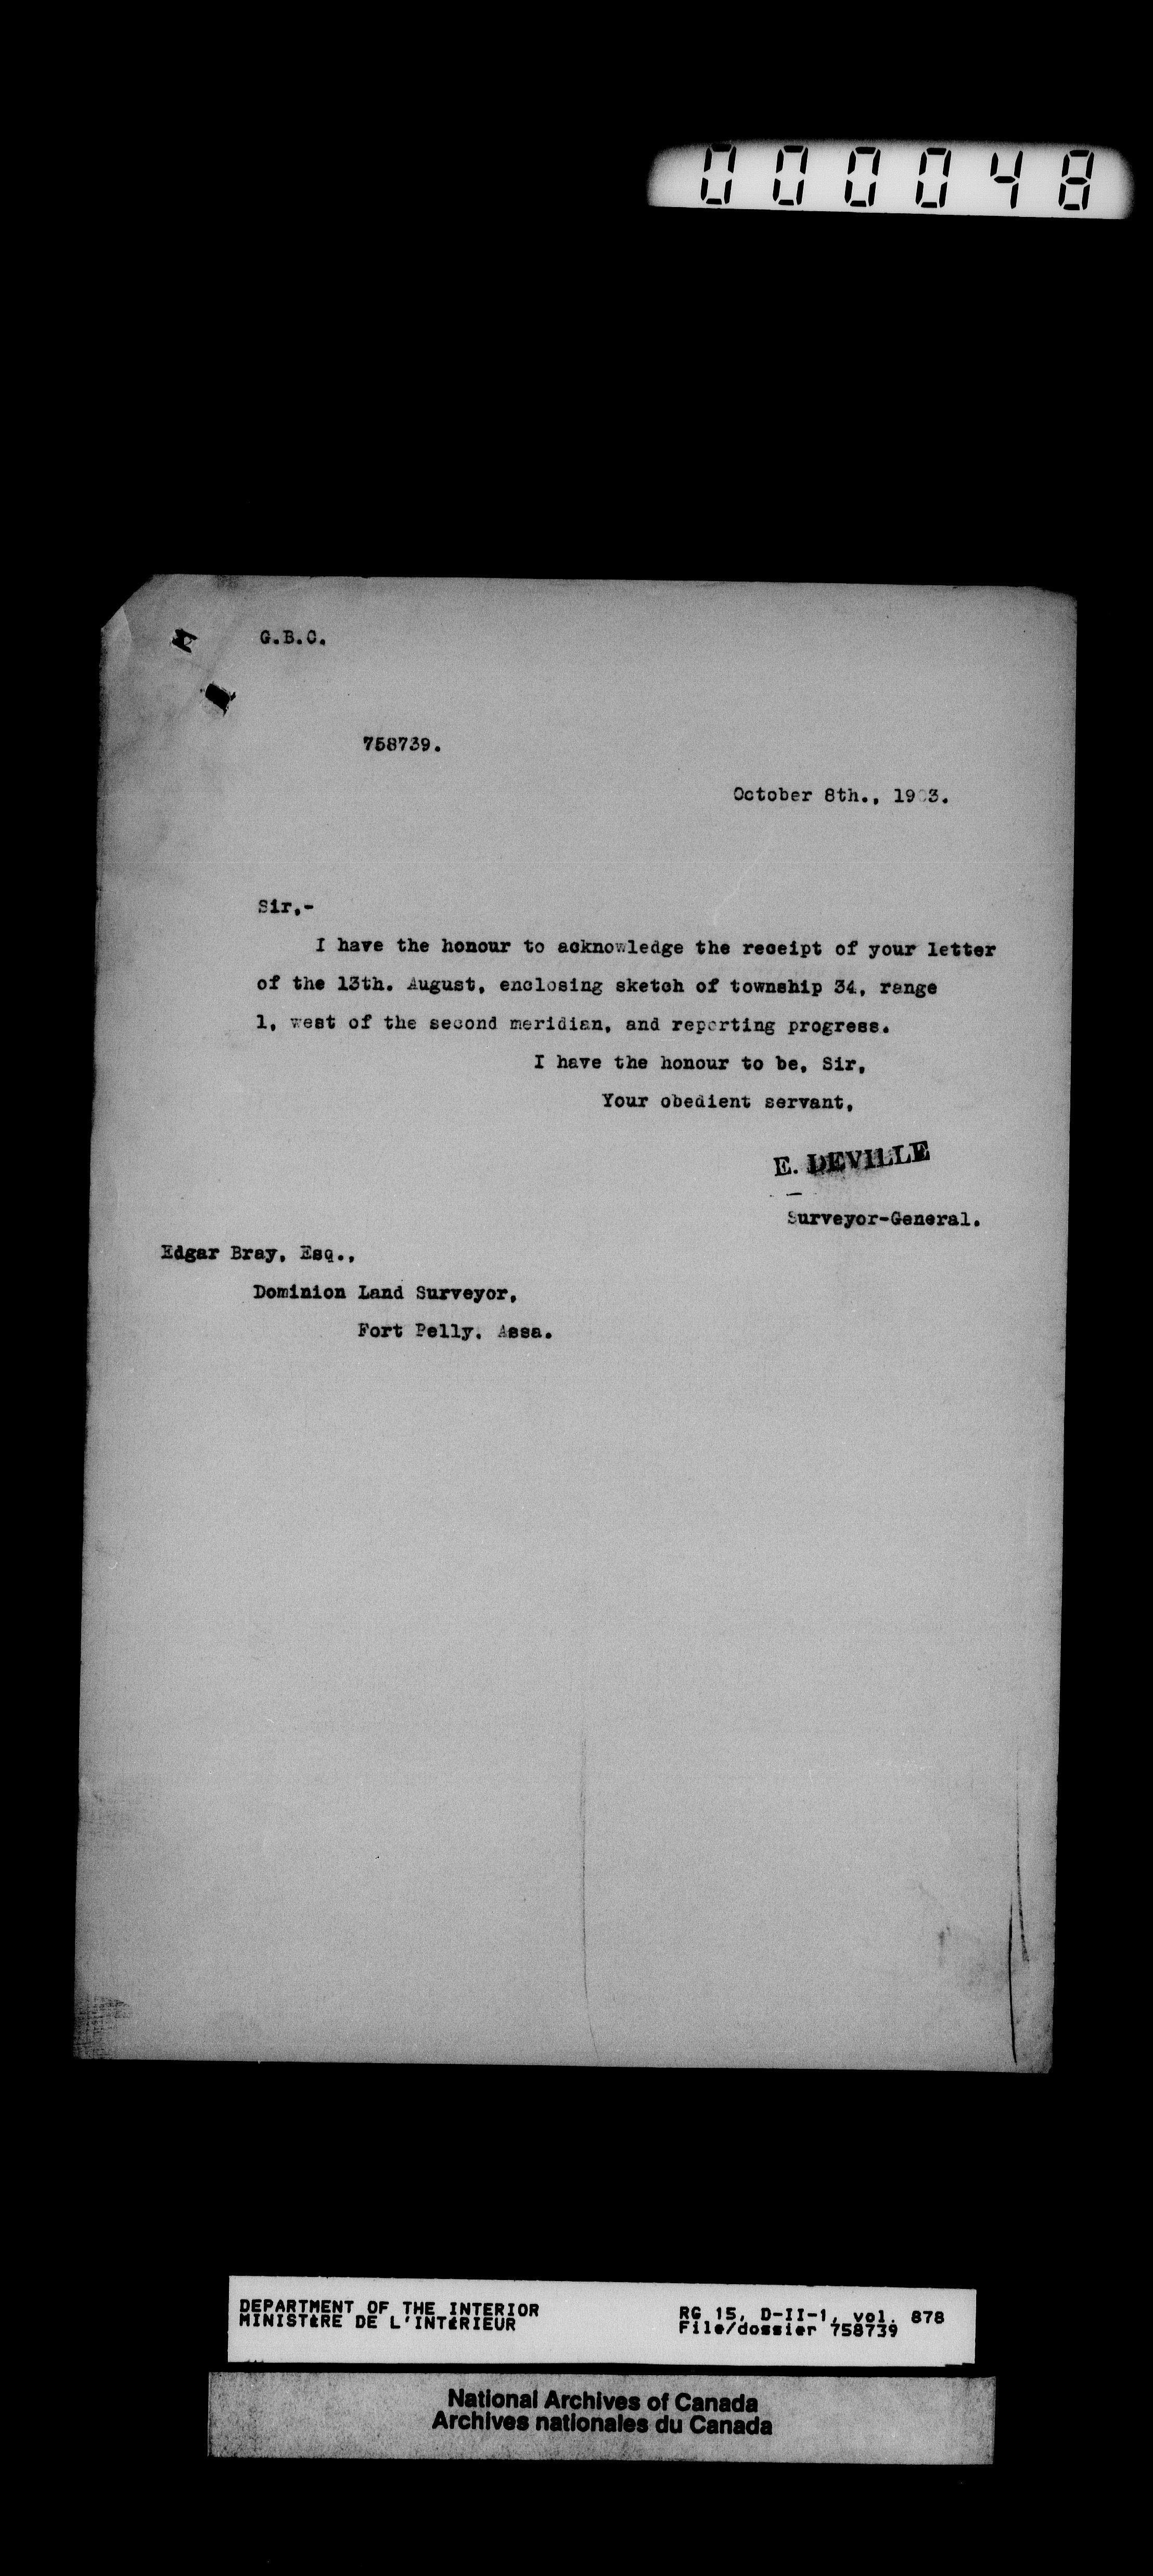 000048
G.B.C.
758739.
October 8th., 1903.
Sir,-
I have the honour to acknowledge the receipt of your letter
of the 13th. August, enclosing sketch of township 34, range
1, west of the second meridian, and reporting progress.
I have the honour to be, Sir,
Your obedient servant,
E. DEVILLE
Surveyor-General.
Edgar Bray, Esq.,
Dominion Land Surveyor,
Fort Pelly, Assa.
DEPARTMENT OF THE INTERIOR
MINISTÈRE DE L'INTÉRIEUR
RG 15, D-II-1, vol. 878
File/dossier 758739
National Archives of Canada
Archives nationales du Canada